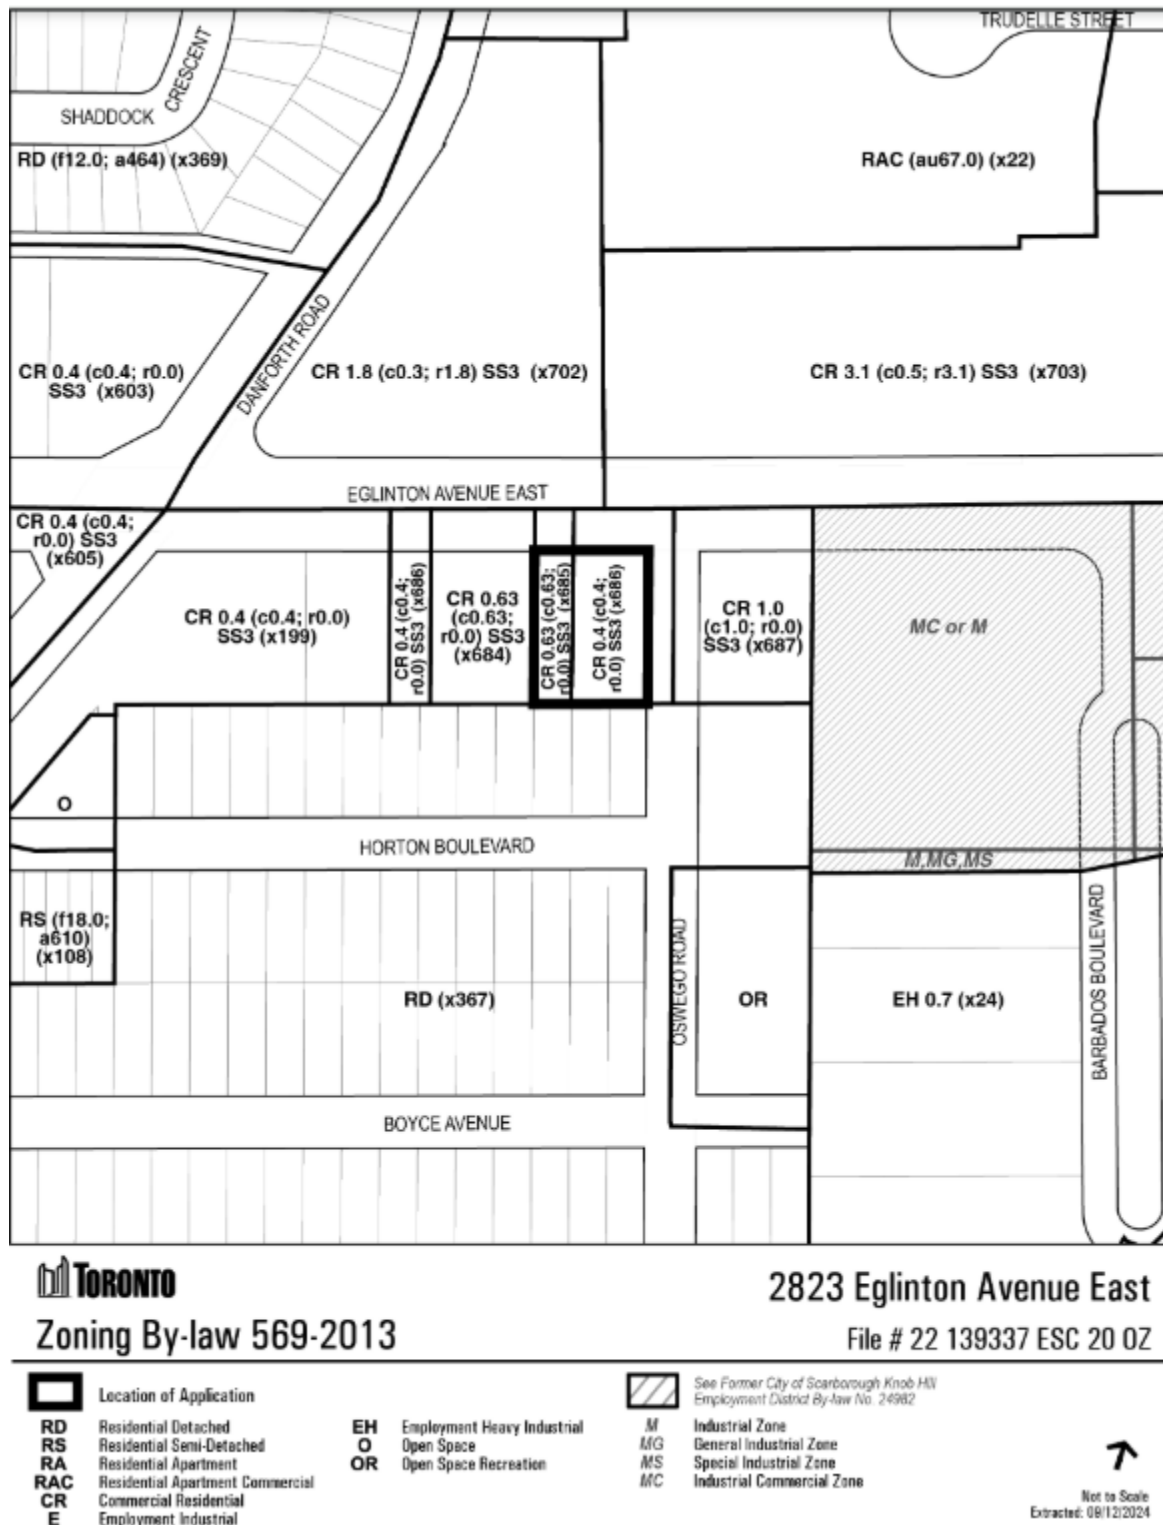 TRUDELLE STREET
SHADDOCK
CRESCENT
RD (f12.0; a464) (x369)
RAC (au67.0) (x22)
DANFORTH ROAD
CR 0.4 (c0.4; r0.0)
SS3 (x603)
CR 1.8 (c0.3; r1.8) SS3 (x702)
CR 3.1 (c0.5; r3.1) SS3 (x703)
EGLINTON AVENUE EAST
CR 0.4 (c0.4;
r0.0) SS3
(x605)
CR 0.4 (c0.4; r0.0)
SS3 (x199)
CR 0.4 (c0.4;
r0.0) SS3 (x686)
CR 0.63
(c0.63;
r0.0) SS3
(x684)
CR 0.63 (c0.63;
r0.0) SS3 (x685)
CR 0.4 (c0.4;
r0.0) SS3 (x686)
CR 1.0
(c1.0; r0.0)
SS3 (x687)
MC or M
O
HORTON BOULEVARD
M,MG,MS
RS (f18.0;
a610)
(x108)
RD (x367)
OSWEGO ROAD
OR
EH 0.7 (x24)
BARBADOS BOULEVARD
BOYCE AVENUE
TORONTO
Zoning By-law 569-2013
2823 Eglinton Avenue East
File # 22 139337 ESC 20 OZ
Location of Application
RD Residential Detached
RS Residential Semi-Detached
RA Residential Apartment
RAC Residential Apartment Commercial
CR Commercial Residential
E Employment Industrial
EH Employment Heavy Industrial
O Open Space
OR Open Space Recreation
See Former City of Scarborough Knob Hill
Employment District By-law No. 24982
M Industrial Zone
MG General Industrial Zone
MS Special Industrial Zone
MC Industrial Commercial Zone
Not to Scale
Extracted: 09/12/2024